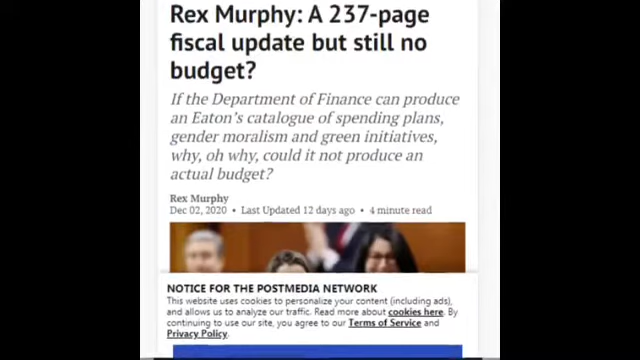 Rex Murphy: A 237-page
fiscal update but still no
budget?
If the Department of Finance can produce
an Eaton's catalogue of spending plans,
gender moralism and green initiatives,
why, oh why, could it not produce an
actual budget?
Rex Murphy
Dec 02, 2020 • Last Updated 12 days ago • 4 minute read
NOTICE FOR THE POSTMEDIA NETWORK
This website uses cookies to personalize your content (including ads),
and allows us to analyze our traffic. Read more about cookies here. By
continuing to use our site, you agree to our Terms of Service and
Privacy Policy.